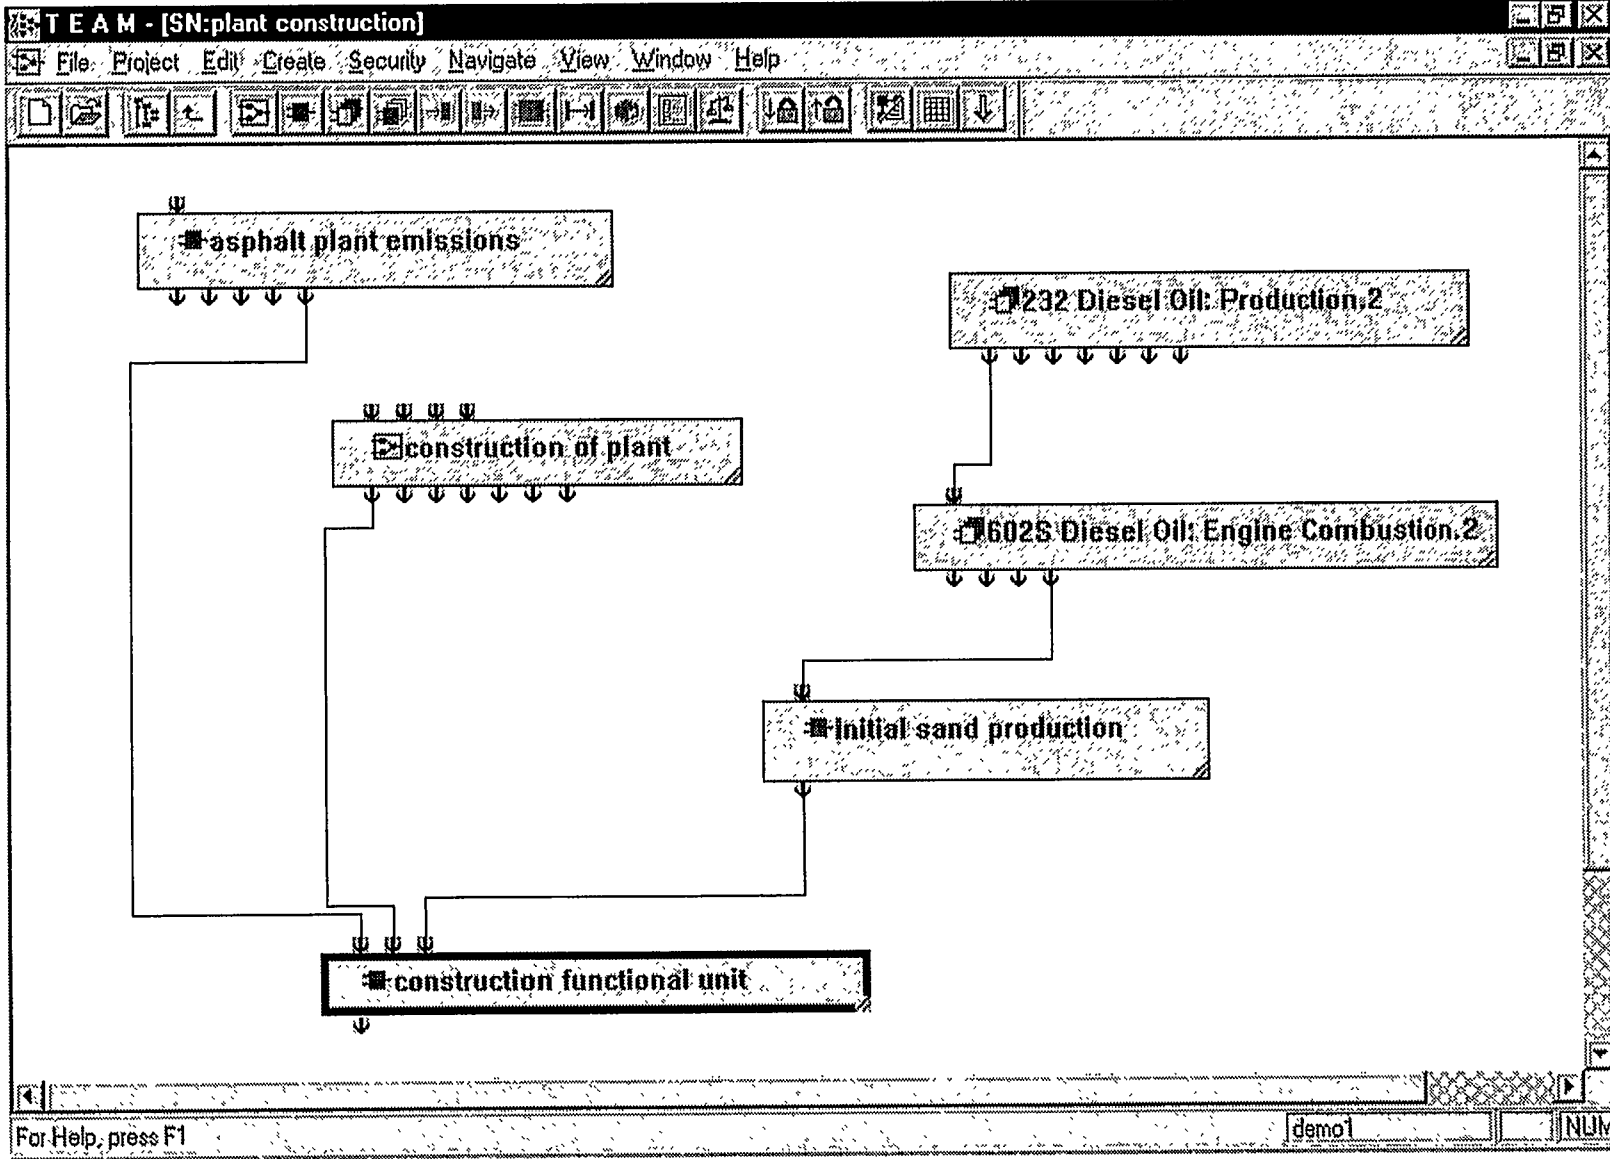 T E A M - [SN:plant construction]
File Project Edit Create Security Navigate View Window Help
asphalt plant emissions
232 Diesel Oil: Production.2
construction of plant
602S Diesel Oil: Engine Combustion.2
initial sand production
construction functional unit
For Help, press F1 demo1 NUM